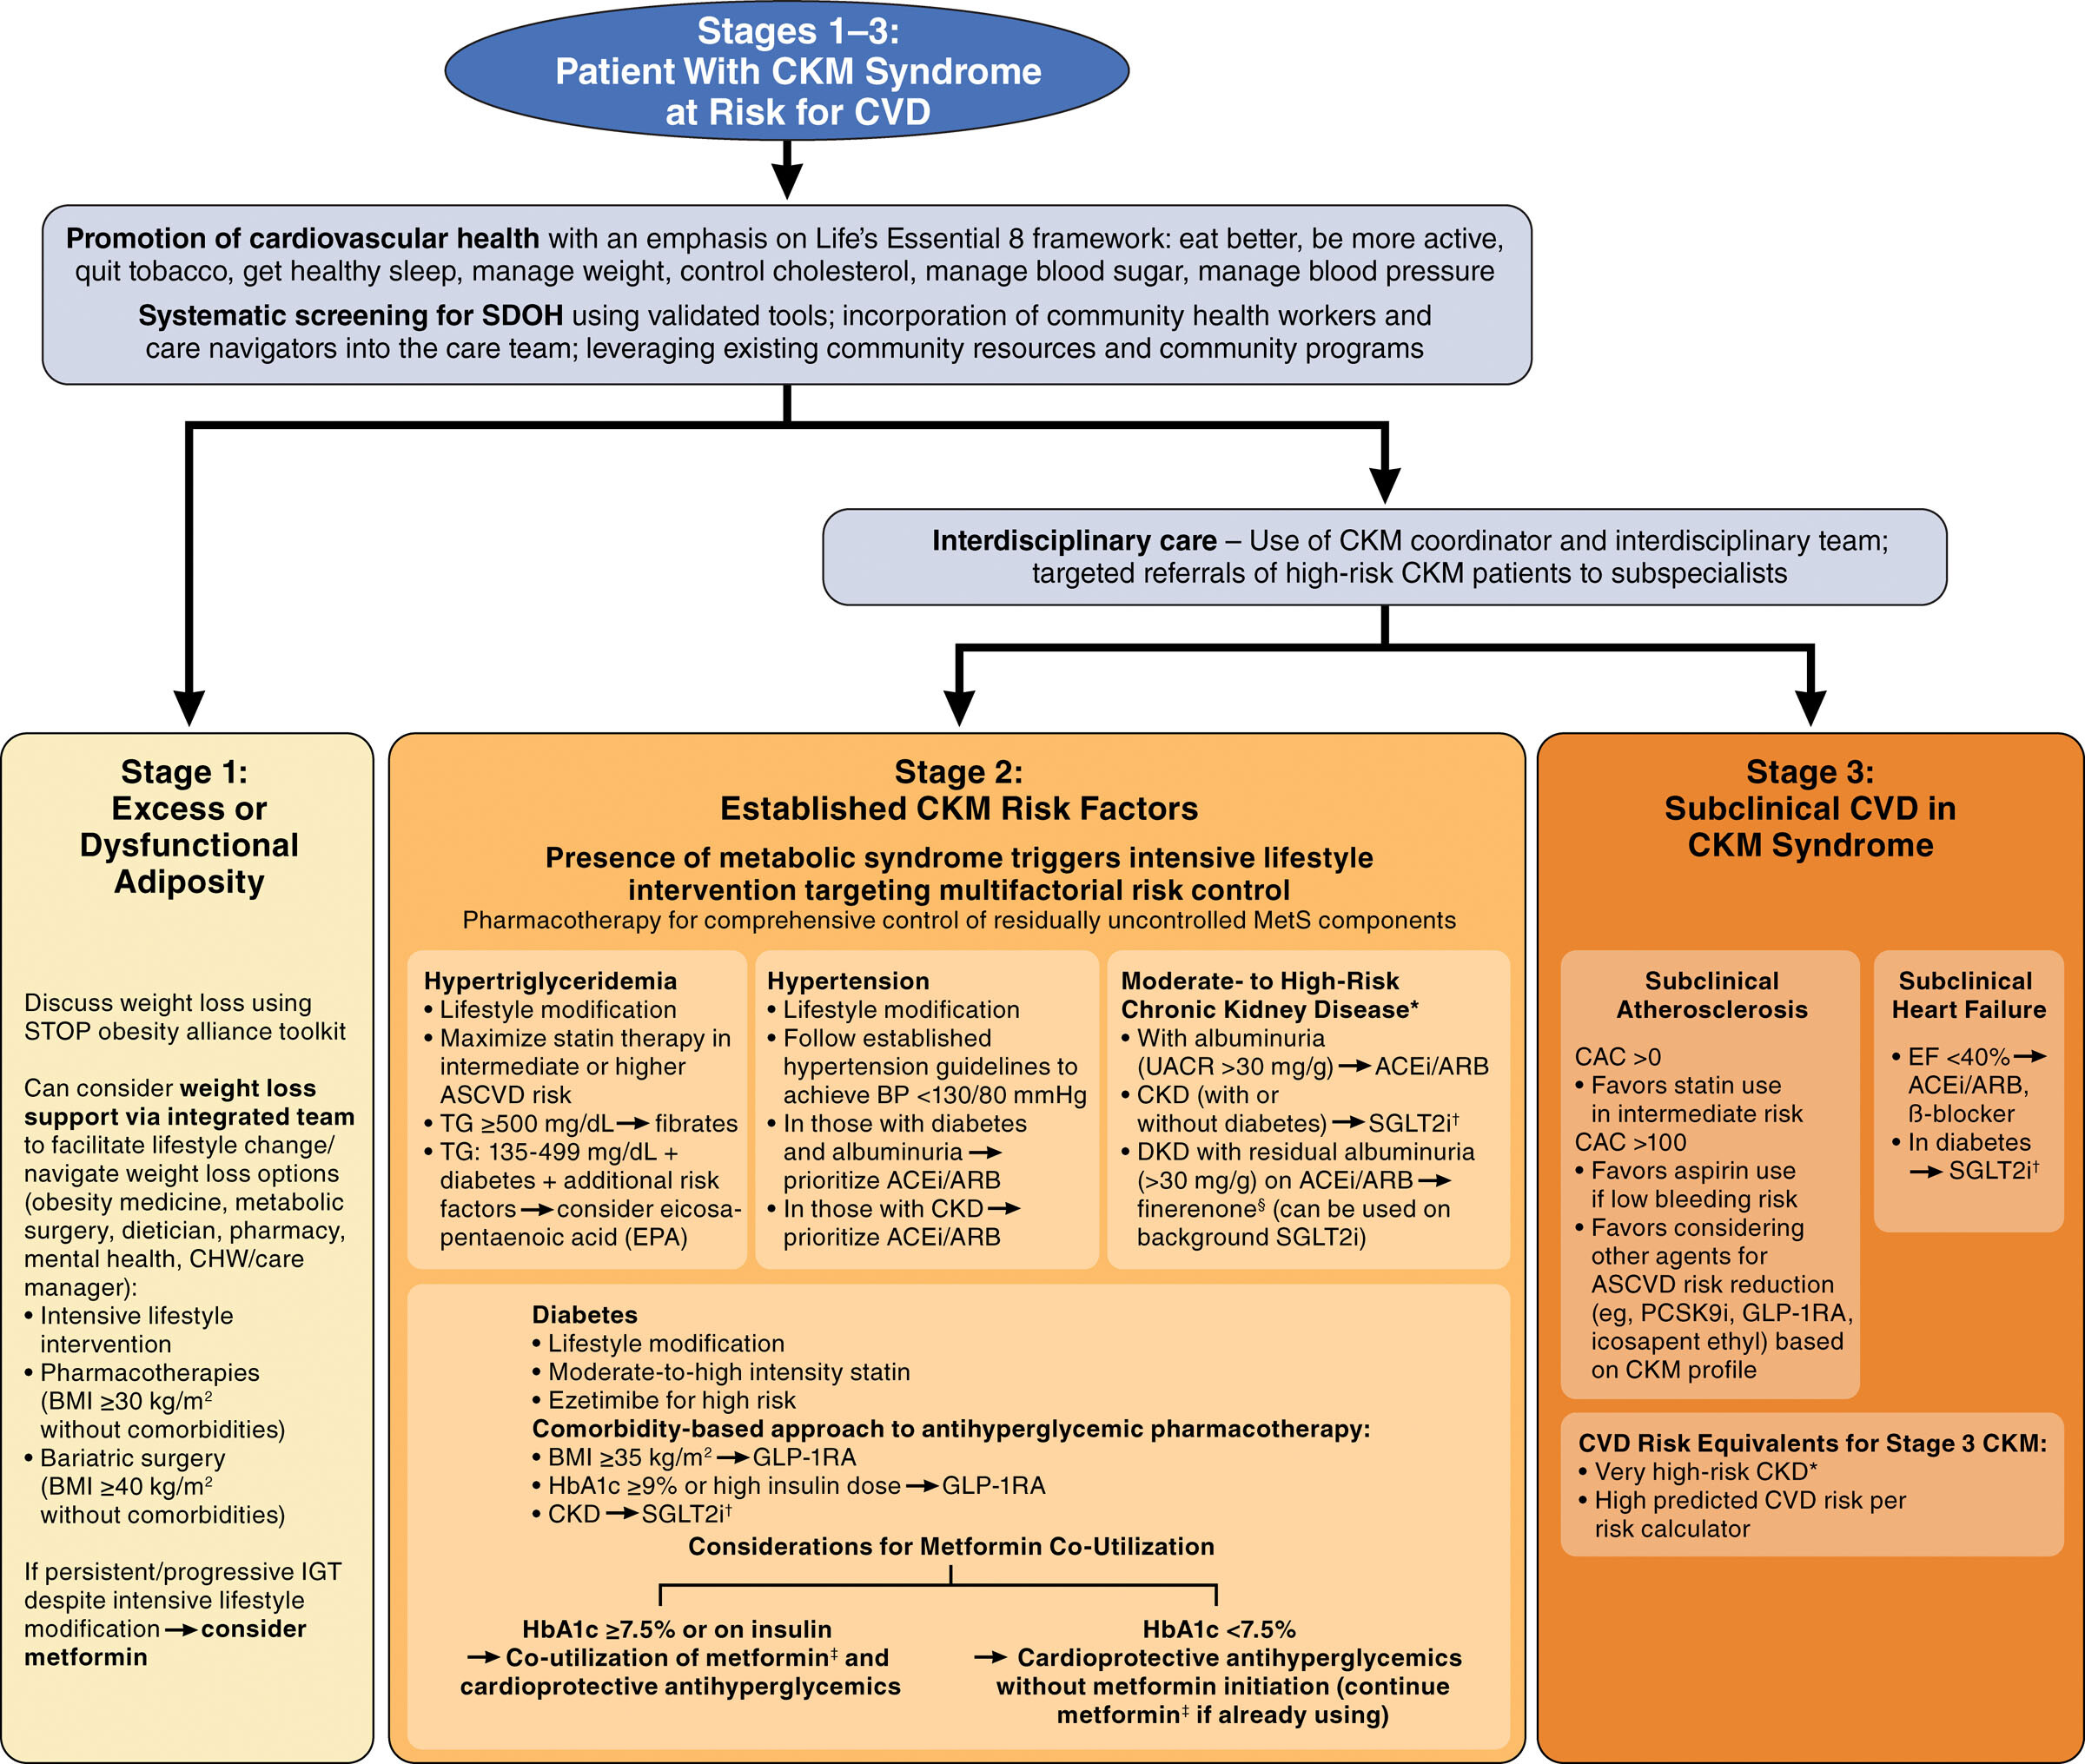 Stages 1–3:
Patient With CKM Syndrome
at Risk for CVD
Promotion of cardiovascular health with an emphasis on Life’s Essential 8 framework: eat better, be more active,
quit tobacco, get healthy sleep, manage weight, control cholesterol, manage blood sugar, manage blood pressure
Systematic screening for SDOH using validated tools; incorporation of community health workers and
care navigators into the care team; leveraging existing community resources and community programs
Interdisciplinary care – Use of CKM coordinator and interdisciplinary team;
targeted referrals of high-risk CKM patients to subspecialists
Stage 1:
Excess or
Dysfunctional
Adiposity
Discuss weight loss using
STOP obesity alliance toolkit
Can consider weight loss
support via integrated team
to facilitate lifestyle change/
navigate weight loss options
(obesity medicine, metabolic
surgery, dietician, pharmacy,
mental health, CHW/care
manager):
• Intensive lifestyle
intervention
• Pharmacotherapies
(BMI ≥30 kg/m²
without comorbidities)
• Bariatric surgery
(BMI ≥40 kg/m²
without comorbidities)
If persistent/progressive IGT
despite intensive lifestyle
modification → consider
metformin
Stage 2:
Established CKM Risk Factors
Presence of metabolic syndrome triggers intensive lifestyle
intervention targeting multifactorial risk control
Pharmacotherapy for comprehensive control of residually uncontrolled MetS components
Hypertriglyceridemia
• Lifestyle modification
• Maximize statin therapy in
intermediate or higher
ASCVD risk
• TG ≥500 mg/dL → fibrates
• TG: 135-499 mg/dL +
diabetes + additional risk
factors → consider eicosa-
pentaenoic acid (EPA)
Hypertension
• Lifestyle modification
• Follow established
hypertension guidelines to
achieve BP <130/80 mmHg
• In those with diabetes
and albuminuria →
prioritize ACEi/ARB
• In those with CKD →
prioritize ACEi/ARB
Moderate- to High-Risk
Chronic Kidney Disease*
• With albuminuria
(UACR >30 mg/g) → ACEi/ARB
• CKD (with or
without diabetes) → SGLT2i†
• DKD with residual albuminuria
(>30 mg/g) on ACEi/ARB →
finerenone§ (can be used on
background SGLT2i)
Diabetes
• Lifestyle modification
• Moderate-to-high intensity statin
• Ezetimibe for high risk
Comorbidity-based approach to antihyperglycemic pharmacotherapy:
• BMI ≥35 kg/m² → GLP-1RA
• HbA1c ≥9% or high insulin dose → GLP-1RA
• CKD → SGLT2i†
Considerations for Metformin Co-Utilization
HbA1c ≥7.5% or on insulin
→ Co-utilization of metformin‡ and
cardioprotective antihyperglycemics
HbA1c <7.5%
→ Cardioprotective antihyperglycemics
without metformin initiation (continue
metformin‡ if already using)
Stage 3:
Subclinical CVD in
CKM Syndrome
Subclinical
Atherosclerosis
CAC >0
• Favors statin use
in intermediate risk
CAC >100
• Favors aspirin use
if low bleeding risk
• Favors considering
other agents for
ASCVD risk reduction
(eg, PCSK9i, GLP-1RA,
icosapent ethyl) based
on CKM profile
Subclinical
Heart Failure
• EF <40% →
ACEi/ARB,
ß-blocker
• In diabetes
→ SGLT2i†
CVD Risk Equivalents for Stage 3 CKM:
• Very high-risk CKD*
• High predicted CVD risk per
risk calculator